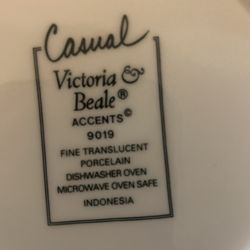 Casual
Victoria &
Beale®
ACCENTS©
9019
FINE TRANSLUCENT
PORCELAIN
DISHWASHER OVEN
MICROWAVE OVEN SAFE
INDONESIA